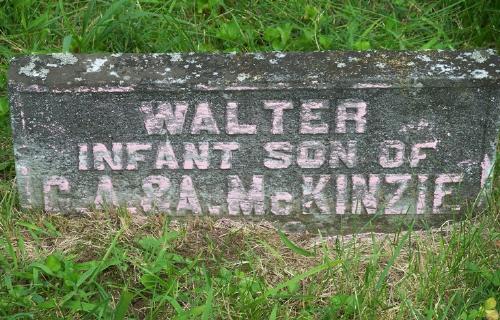 WALTER
INFANT SON OF
C.A. & A. McKINZIE